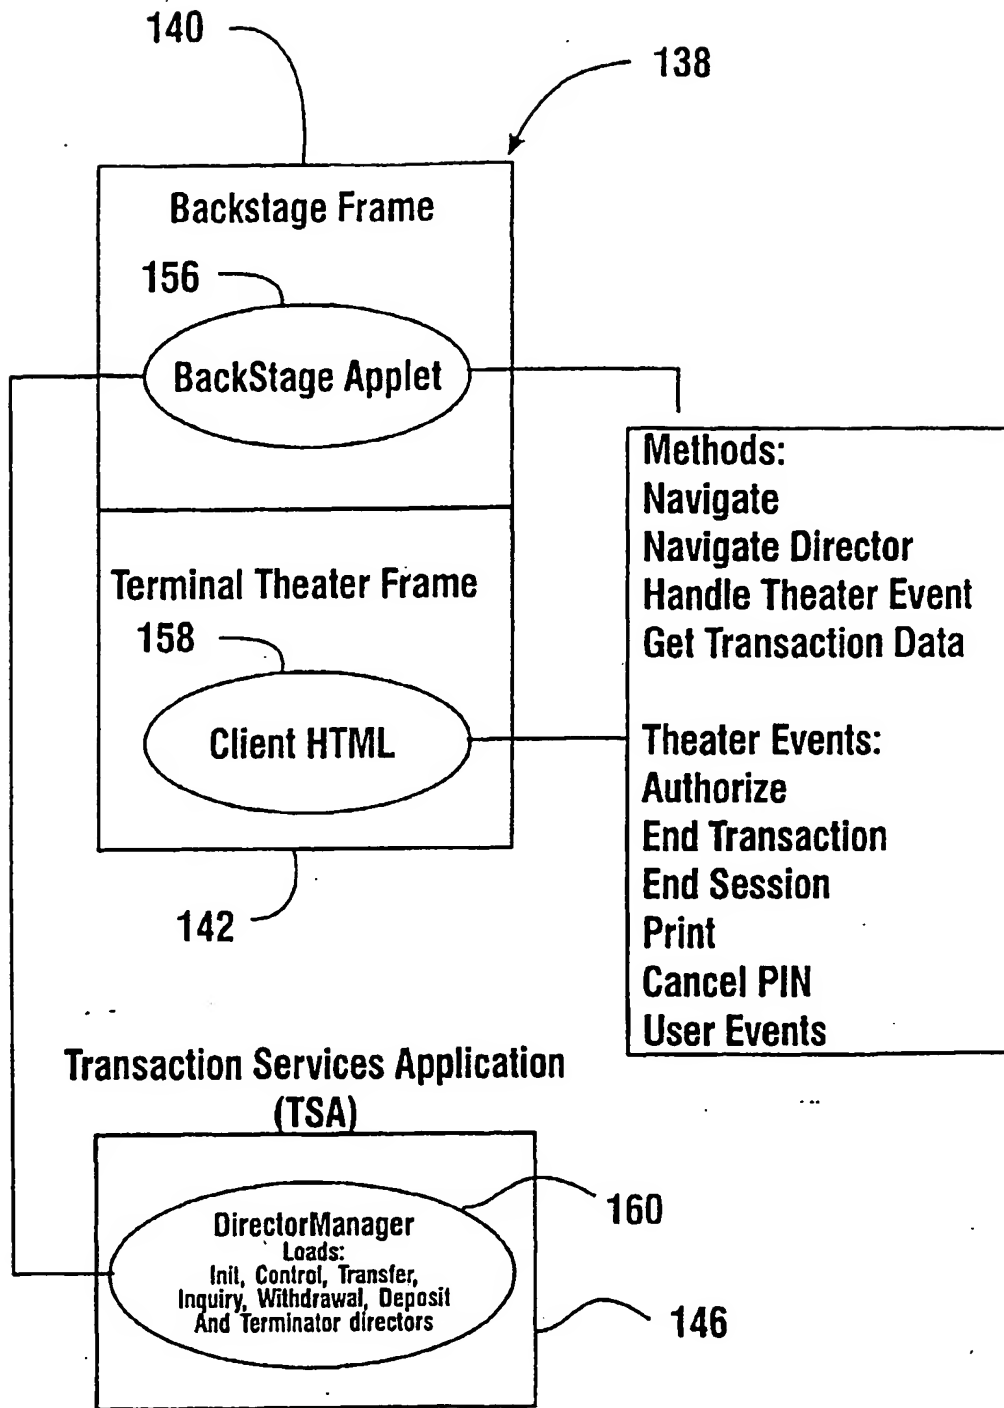 140
138
Backstage Frame
156
BackStage Applet
Methods:
Navigate
Navigate Director
Handle Theater Event
Get Transaction Data
Terminal Theater Frame
158
Client HTML
Theater Events:
Authorize
End Transaction
End Session
Print
Cancel PIN
User Events
142
Transaction Services Application
(TSA)
DirectorManager
Loads:
Init, Control, Transfer,
Inquiry, Withdrawal, Deposit
And Terminator directors
160
146